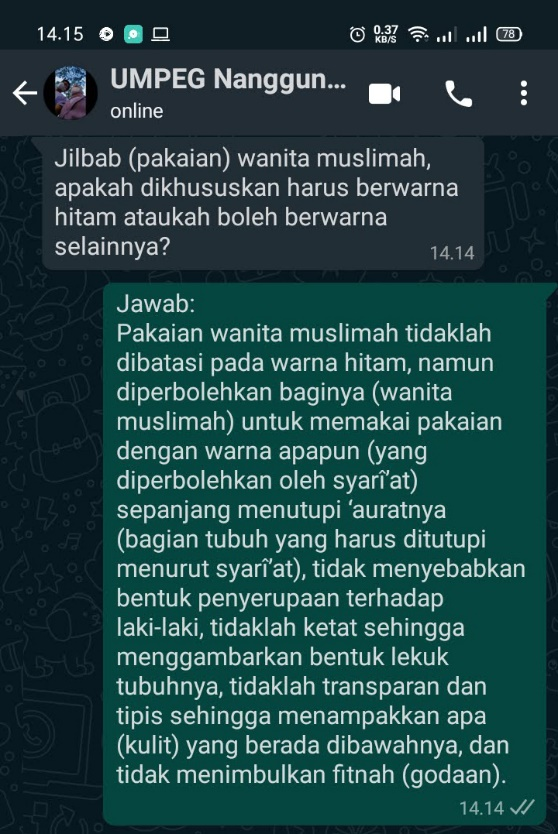 14.15
0.37
KB/S
78
UMPEG Nanggun...
online
Jilbab (pakaian) wanita muslimah,
apakah dikhususkan harus berwarna
hitam ataukah boleh berwarna
selainnya?
14.14
Jawab:
Pakaian wanita muslimah tidaklah
dibatasi pada warna hitam, namun
diperbolehkan baginya (wanita
muslimah) untuk memakai pakaian
dengan warna apapun (yang
diperbolehkan oleh syarî’at)
sepanjang menutupi ‘auratnya
(bagian tubuh yang harus ditutupi
menurut syarî’at), tidak menyebabkan
bentuk penyerupaan terhadap
laki-laki, tidaklah ketat sehingga
menggambarkan bentuk lekuk
tubuhnya, tidaklah transparan dan
tipis sehingga menampakkan apa
(kulit) yang berada dibawahnya, dan
tidak menimbulkan fitnah (godaan).
14.14